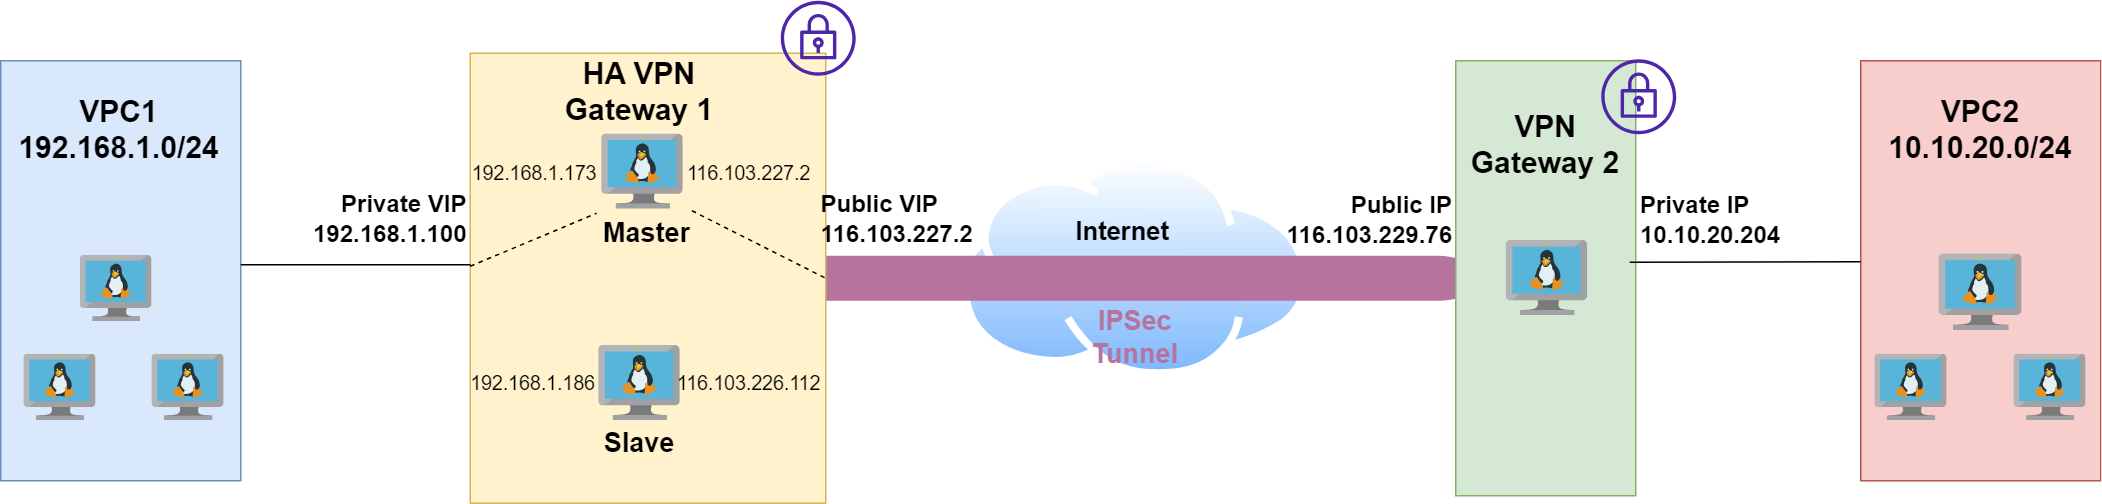 VPC1
192.168.1.0/24
HA VPN
Gateway 1
192.168.1.173
116.103.227.2
Master
Private VIP
192.168.1.100
Public VIP
116.103.227.2
192.168.1.186
116.103.226.112
Slave
Internet
IPSec
Tunnel
Public IP
116.103.229.76
VPN
Gateway 2
Private IP
10.10.20.204
VPC2
10.10.20.0/24